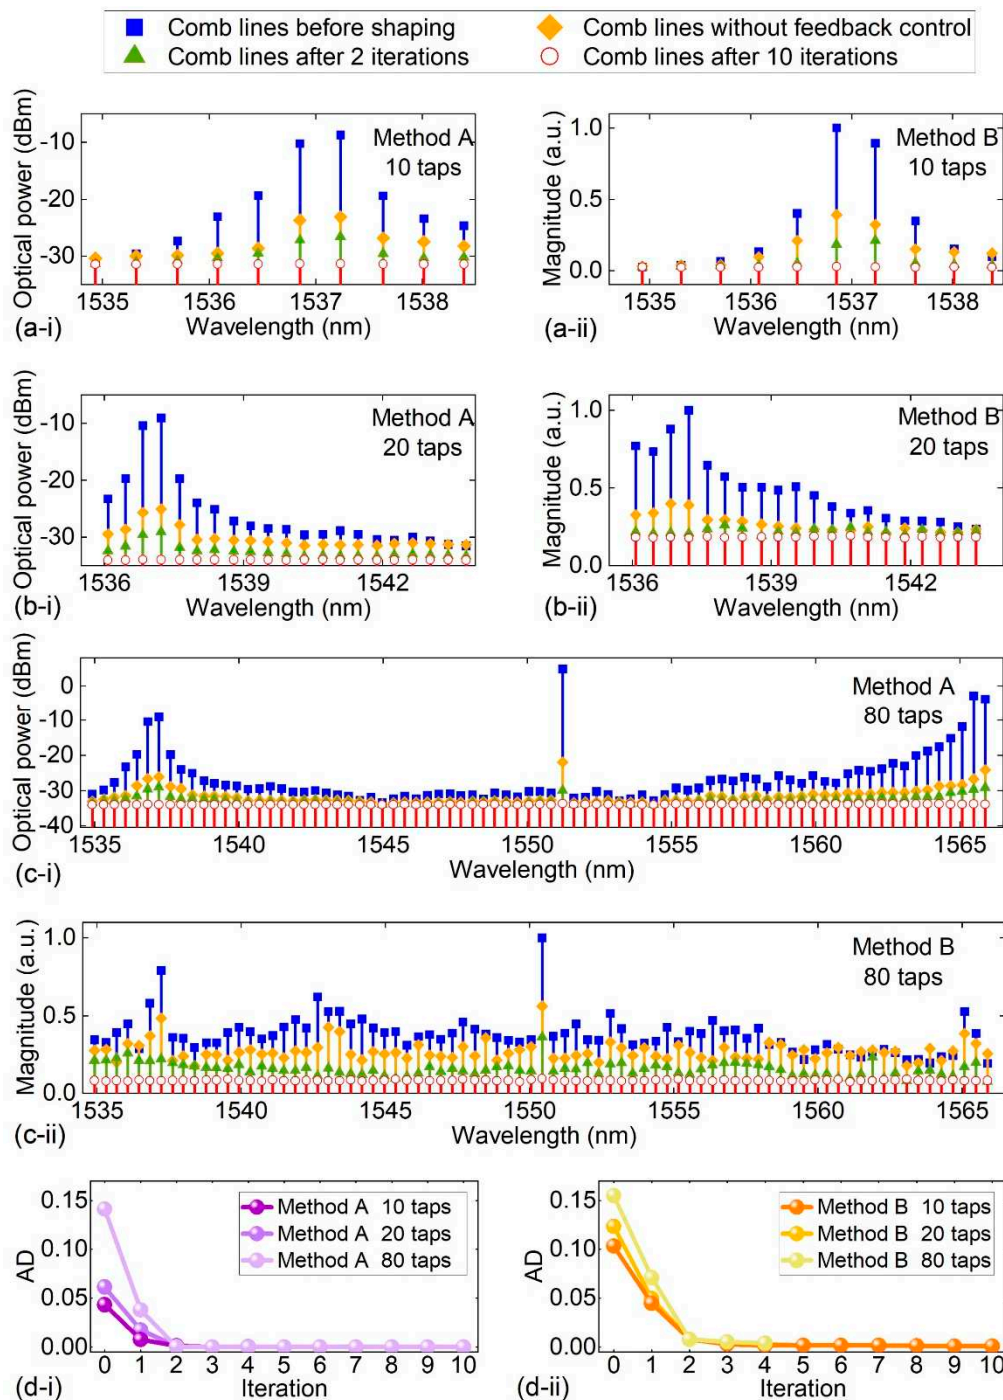 Comb lines before shaping
Comb lines without feedback control
Comb lines after 2 iterations
Comb lines after 10 iterations
Optical power (dBm)
-10
-20
-30
Method A
10 taps
1535
1536
1537
1538
Wavelength (nm)
(a-i)
Magnitude (a.u.)
1.0
0.5
0.0
Method B
10 taps
1535
1536
1537
1538
Wavelength (nm)
(a-ii)
Optical power (dBm)
-10
-20
-30
Method A
20 taps
1536
1539
1542
Wavelength (nm)
(b-i)
Magnitude (a.u.)
1.0
0.5
0.0
Method B
20 taps
1536
1539
1542
Wavelength (nm)
(b-ii)
Optical power (dBm)
0
-10
-20
-30
-40
Method A
80 taps
1535
1540
1545
1550
1555
1560
1565
Wavelength (nm)
(c-i)
Magnitude (a.u.)
1.0
0.5
0.0
Method B
80 taps
1535
1540
1545
1550
1555
1560
1565
Wavelength (nm)
(c-ii)
AD
0.15
0.10
0.05
0.00
Method A 10 taps
Method A 20 taps
Method A 80 taps
0 1 2 3 4 5 6 7 8 9 10
Iteration
(d-i)
AD
0.15
0.10
0.05
0.00
Method B 10 taps
Method B 20 taps
Method B 80 taps
0 1 2 3 4 5 6 7 8 9 10
Iteration
(d-ii)